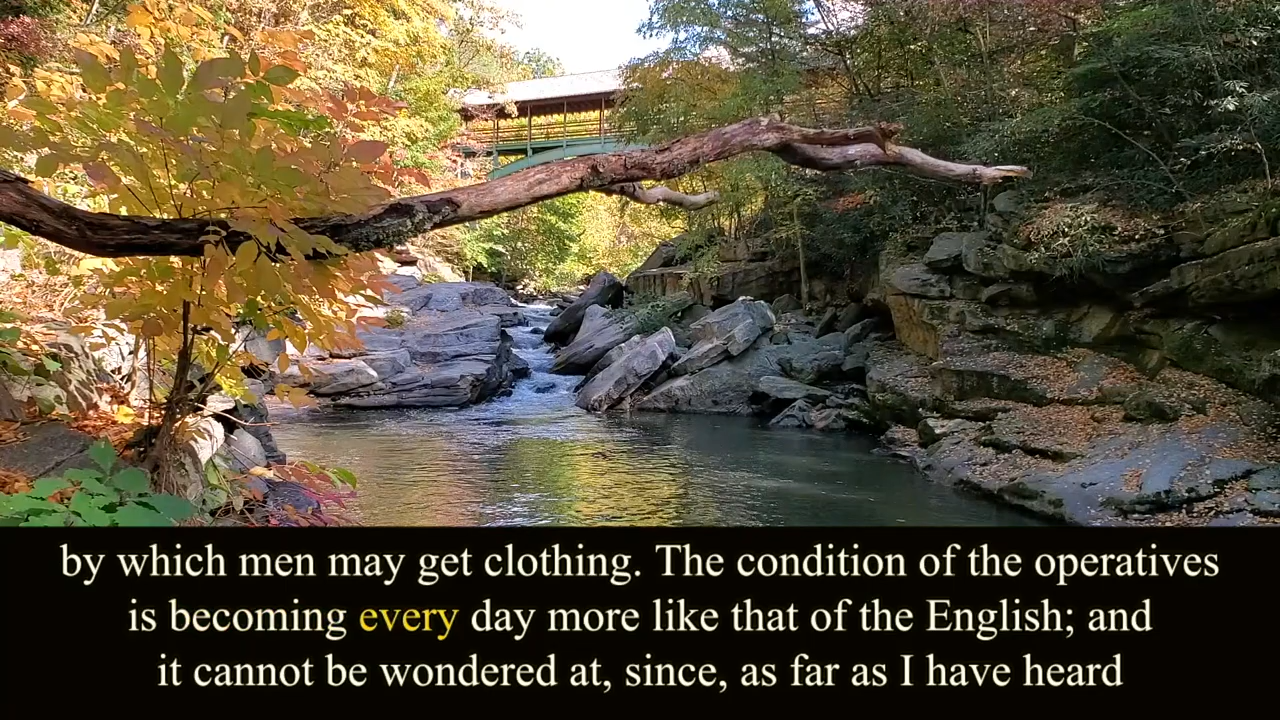 by which men may get clothing. The condition of the operatives
is becoming every day more like that of the English; and
it cannot be wondered at, since, as far as I have heard